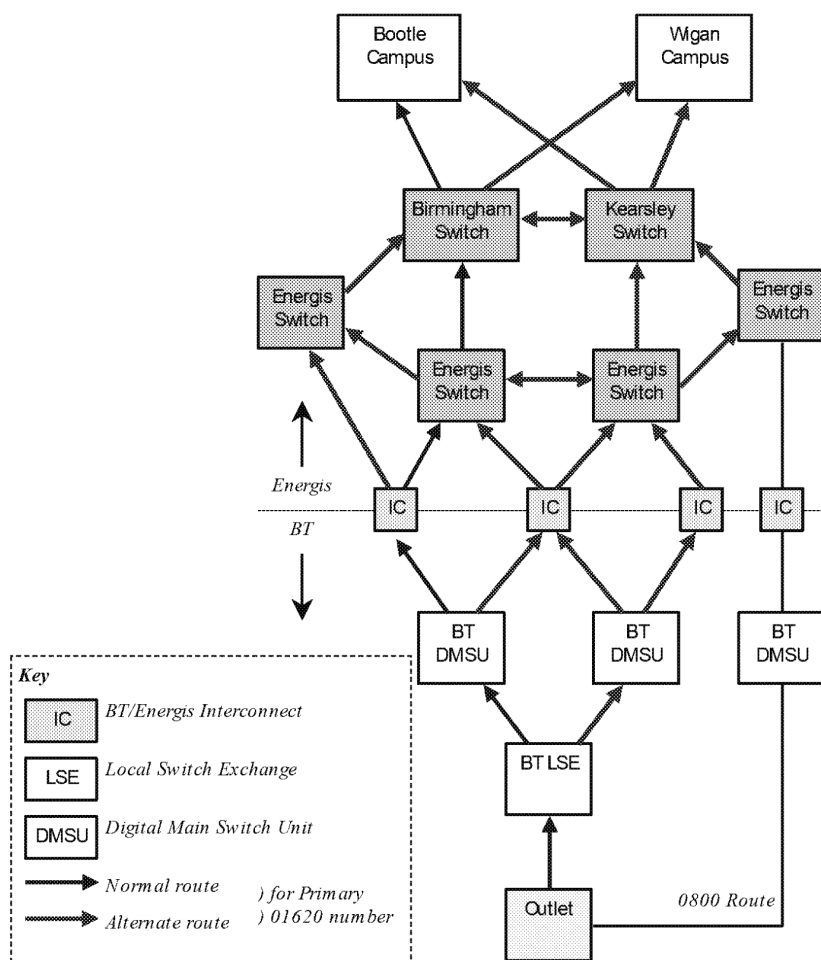 Bootle
Campus
Wigan
Campus
Birmingham
Switch
Kearsley
Switch
Energis
Switch
Energis
Switch
Energis
Switch
Energis
Switch
Energis
IC
IC
IC
IC
BT
BT
DMSU
BT
DMSU
BT
DMSU
Key
IC BT/Energis Interconnect
LSE Local Switch Exchange
DMSU Digital Main Switch Unit
Normal route ) for Primary
Alternate route ) 01620 number
BT LSE
Outlet
0800 Route